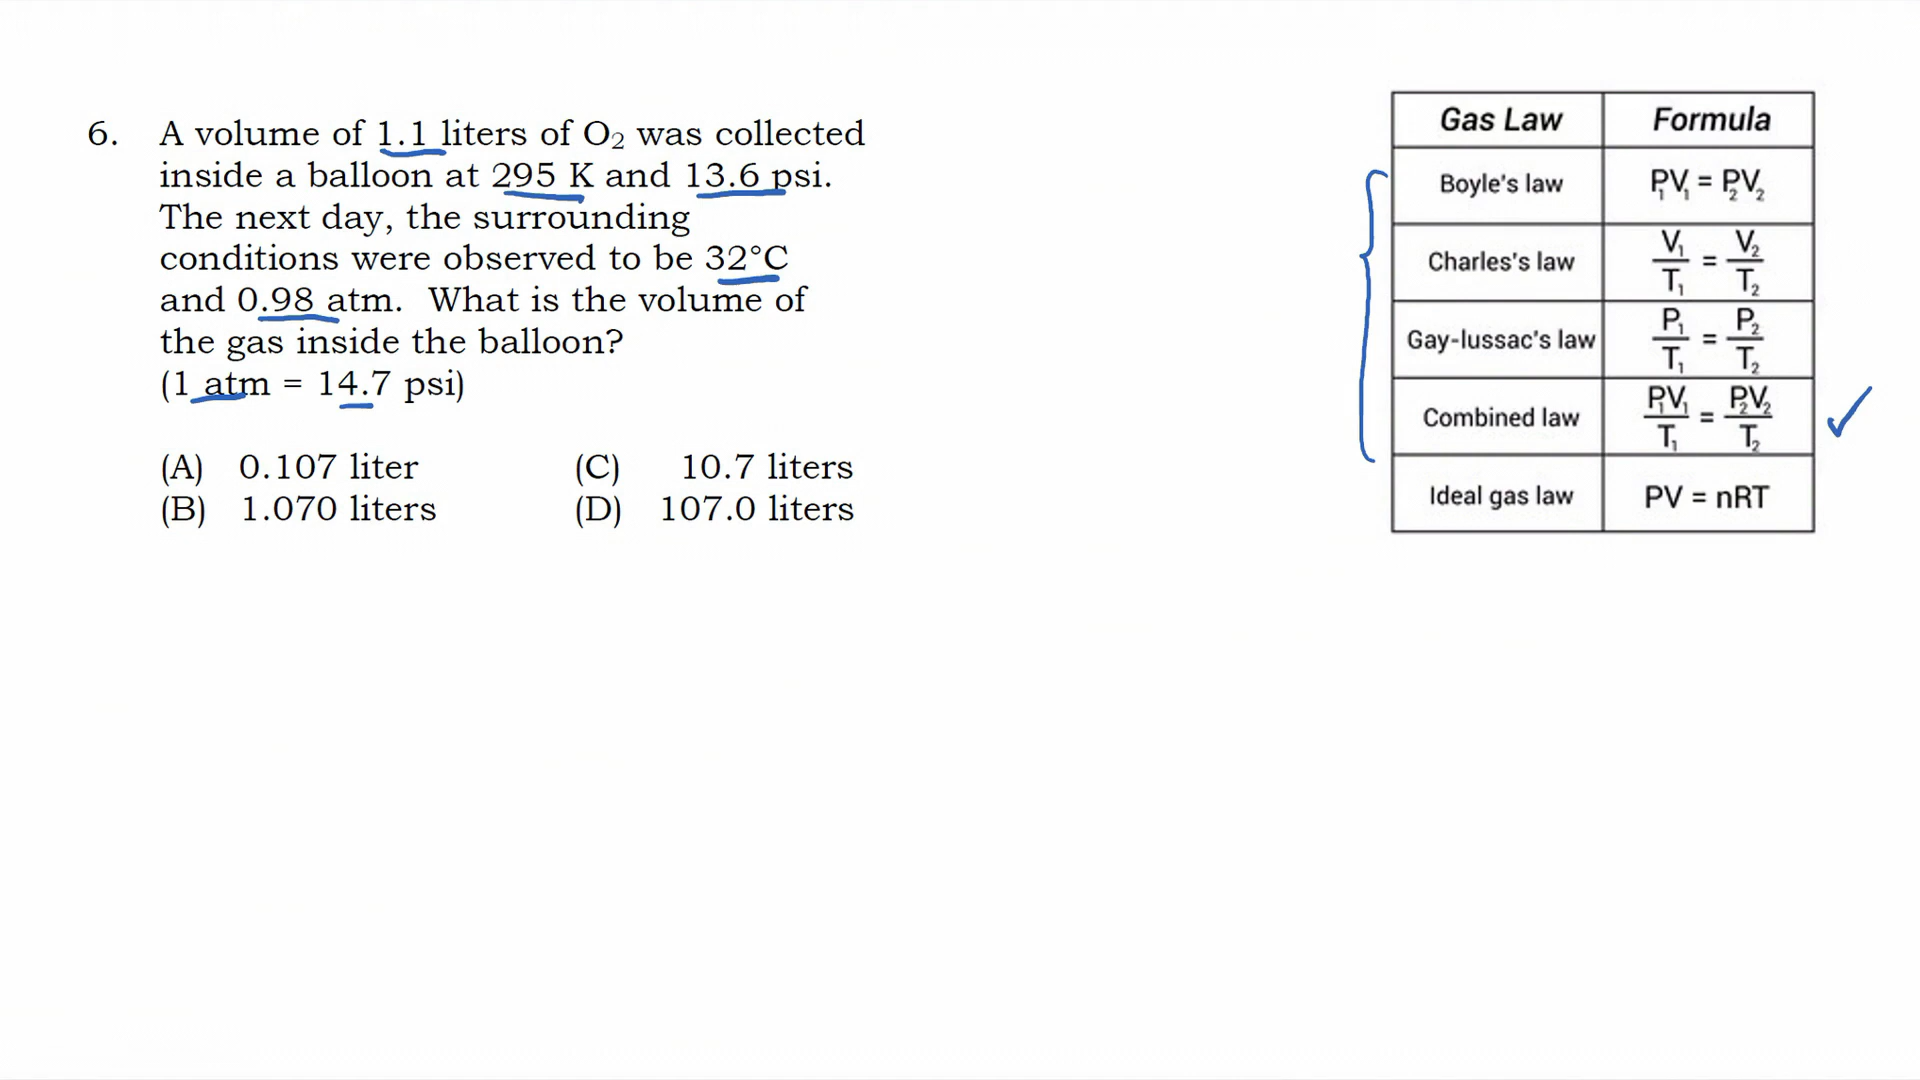 6. A volume of 1.1 liters of O₂ was collected
inside a balloon at 295 K and 13.6 psi.
The next day, the surrounding
conditions were observed to be 32°C
and 0.98 atm. What is the volume of
the gas inside the balloon?
(1 atm = 14.7 psi)
(A) 0.107 liter (C) 10.7 liters
(B) 1.070 liters (D) 107.0 liters
Gas Law Formula
Boyle's law P₁V₁ = P₂V₂
Charles's law V₁/T₁ = V₂/T₂
Gay-lussac's law P₁/T₁ = P₂/T₂
Combined law P₁V₁/T₁ = P₂V₂/T₂
Ideal gas law PV = nRT